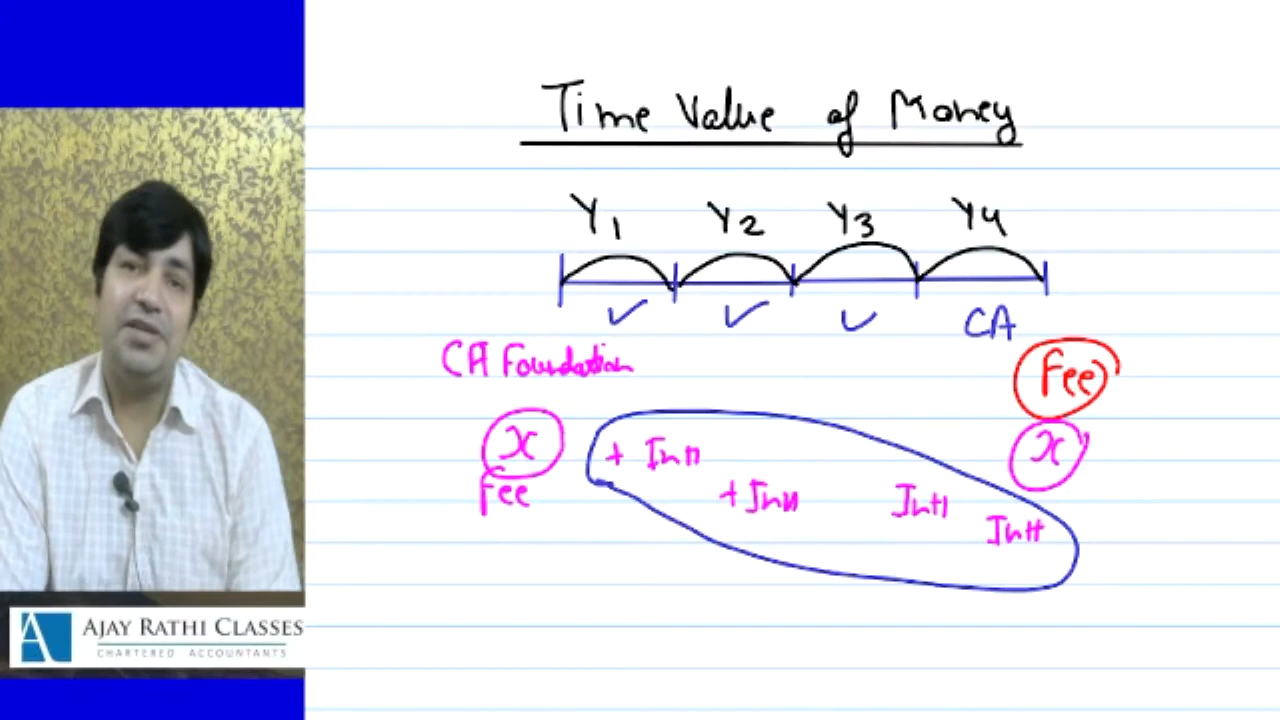 Time Value of Money
Y1 Y2 Y3 Y4
CA
CA Foundation
Fee
x
+ Intt
x
Fee
+ Intt
Intt
Intt
AJAY RATHI CLASSES
CHARTERED ACCOUNTANTS